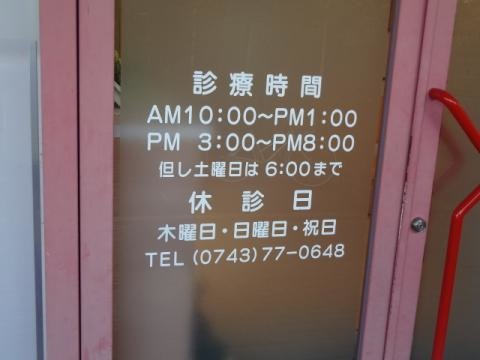 診療時間
AM10:00～PM1:00
PM 3:00～PM8:00
但し土曜日は 6:00まで
休診日
木曜日・日曜日・祝日
TEL (0743)77-0648